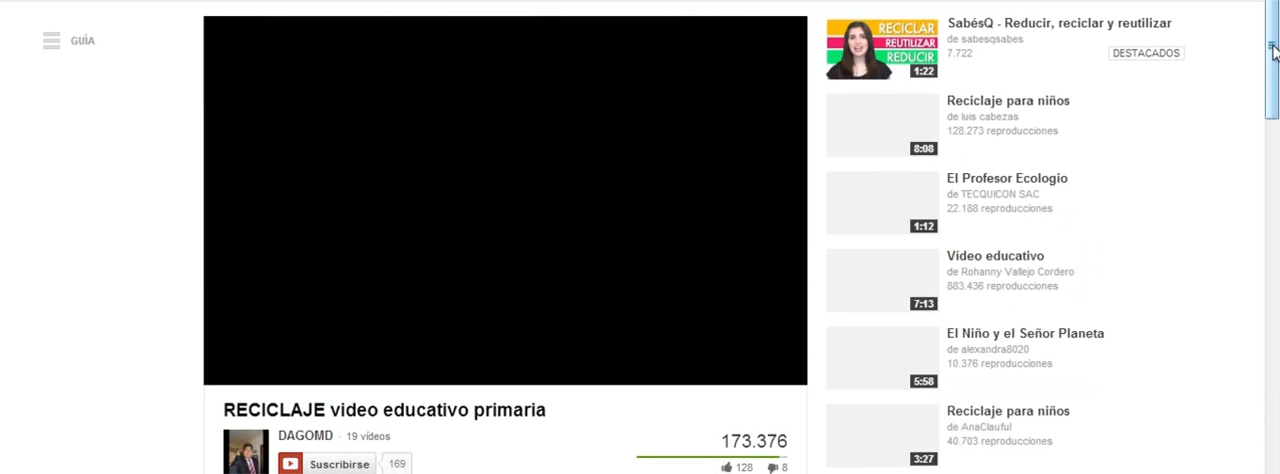 GUÍA
RECICLAJE video educativo primaria
DAGOMD · 19 vídeos
Suscribirse 169
173.376
128 8
RECICLAR
REUTILIZAR
REDUCIR
1:22
SabésQ - Reducir, reciclar y reutilizar
de sabesqsabes
7.722
DESTACADOS
8:08
Reciclaje para niños
de luis cabezas
128.273 reproducciones
1:12
El Profesor Ecologio
de TECQUICON SAC
22.188 reproducciones
7:13
Vídeo educativo
de Rohanny Vallejo Cordero
883.436 reproducciones
5:58
El Niño y el Señor Planeta
de alexandra8020
10.376 reproducciones
3:27
Reciclaje para niños
de AnaClauful
40.703 reproducciones